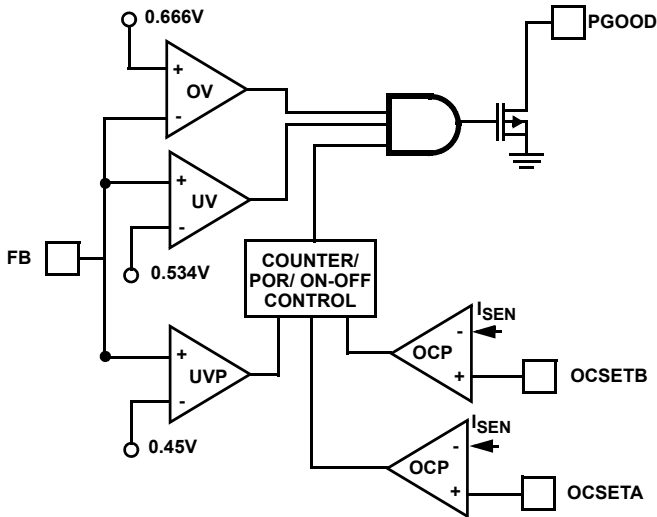 0.666V
PGOOD
+
OV
-
+
UV
-
FB
0.534V
COUNTER/
POR/ ON-OFF
CONTROL
+
UVP
-
0.45V
ISEN
-
OCP
+
OCSETB
ISEN
-
OCP
+
OCSETA